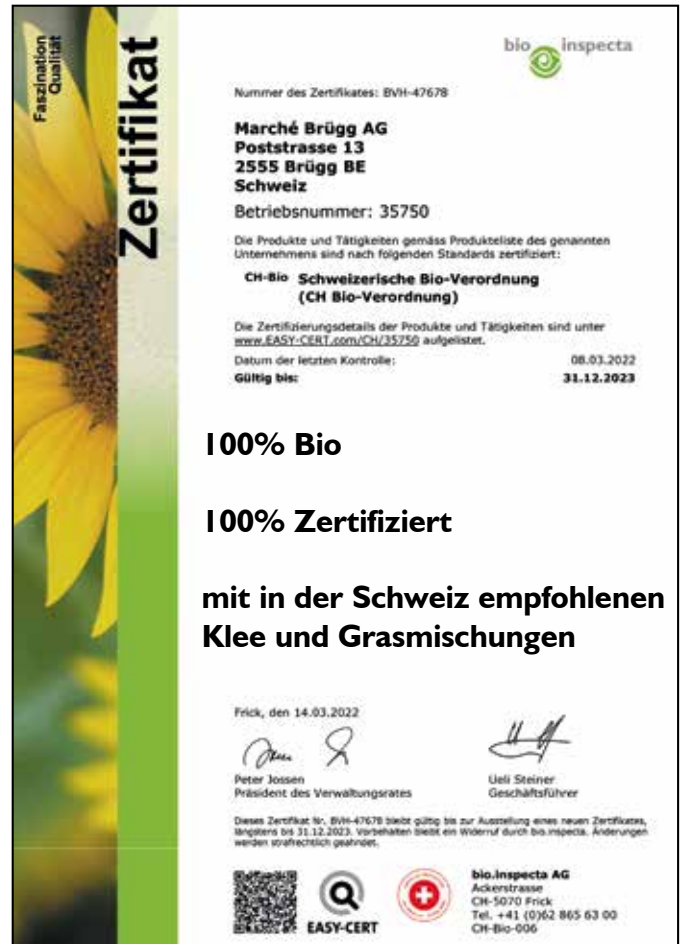 Faszination
Qualität
Zertifikat
bio inspecta
Nummer des Zertifikates: BVH-47678
Marché Brügg AG
Poststrasse 13
2555 Brügg BE
Schweiz
Betriebsnummer: 35750
Die Produkte und Tätigkeiten gemäss Produkteliste des genannten
Unternehmens sind nach folgenden Standards zertifiziert:
CH-Bio Schweizerische Bio-Verordnung
(CH Bio-Verordnung)
Die Zertifizierungsdetails der Produkte und Tätigkeiten sind unter
www.EASY-CERT.com/CH/35750 aufgelistet.
Datum der letzten Kontrolle: 08.03.2022
Gültig bis: 31.12.2023
100% Bio
100% Zertifiziert
mit in der Schweiz empfohlenen
Klee und Grasmischungen
Frick, den 14.03.2022
Peter Jossen
Präsident des Verwaltungsrates
Ueli Steiner
Geschäftsführer
Dieses Zertifikat Nr. BVH-47678 bleibt gültig bis zur Ausstellung eines neuen Zertifikates,
längstens bis 31.12.2023. Vorbehalten bleibt ein Widerruf durch bio.inspecta. Änderungen
werden strafrechtlich geahndet.
EASY-CERT
bio.inspecta AG
Ackerstrasse
CH-5070 Frick
Tel. +41 (0)62 865 63 00
CH-Bio-006